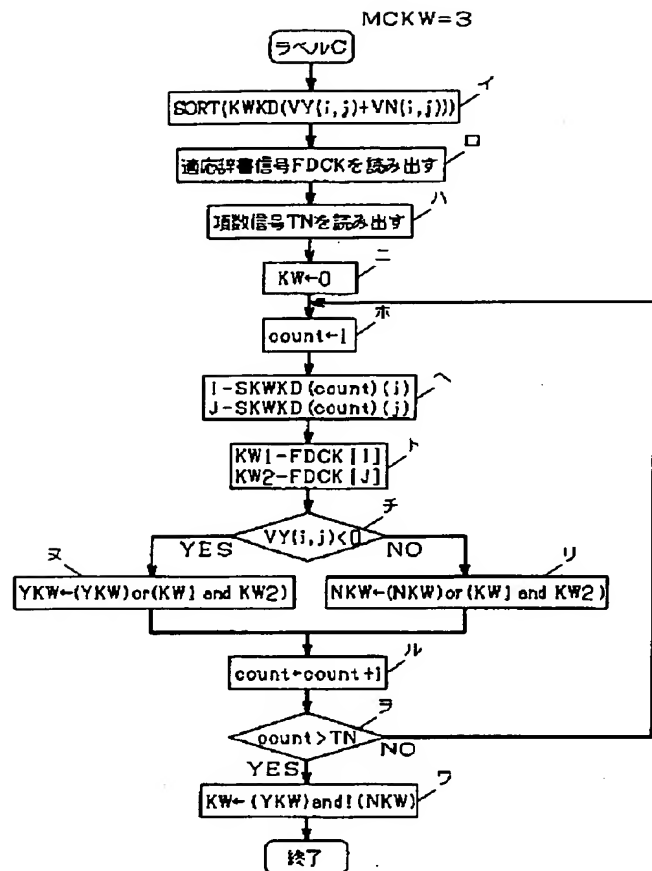 MCKW=3
ラベルC
イ
SORT(KWKD(VY(i,j)+VN(i,j)))
ロ
適応辞書信号FDCKを読み出す
ハ
項数信号TNを読み出す
ニ
KW←0
ホ
count←1
ヘ
I-SKWKD(count)(i)
J-SKWKD(count)(j)
ト
KW1-FDCK[I]
KW2-FDCK[J]
チ
VY(i,j)<0
YES
NO
ヌ
リ
YKW←(YKW)or(KW1 and KW2)
NKW←(NKW)or(KW1 and KW2)
ル
count←count+1
ヲ
count>TN
NO
YES
ワ
KW←(YKW)and!(NKW)
終了